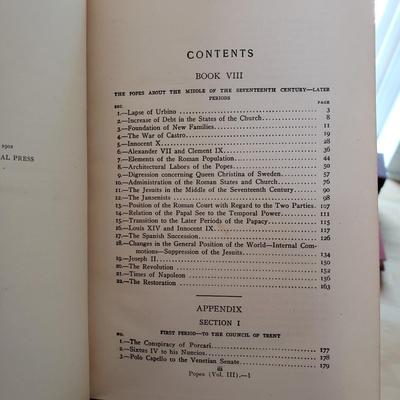 1901
AL PRESS
CONTENTS
BOOK VIII
THE POPES ABOUT THE MIDDLE OF THE SEVENTEENTH CENTURY—LATER
PERIODS
SEC. PAGE
1.—Lapse of Urbino 3
2.—Increase of Debt in the States of the Church 8
3.—Foundation of New Families 11
4.—The War of Castro 19
5.—Innocent X 28
6.—Alexander VII and Clement IX 36
7.—Elements of the Roman Population 44
8.—Architectural Labors of the Popes 50
9.—Digression concerning Queen Christina of Sweden 57
10.—Administration of the Roman States and Church 76
11.—The Jesuits in the Middle of the Seventeenth Century 90
12.—The Jansenists 98
13.—Position of the Roman Court with Regard to the Two Parties 107
14.—Relation of the Papal See to the Temporal Power 111
15.—Transition to the Later Periods of the Papacy 115
16.—Louis XIV and Innocent IX 117
17.—The Spanish Succession 126
18.—Changes in the General Position of the World—Internal Com-
motions—Suppression of the Jesuits 134
19.—Joseph II 150
20.—The Revolution 152
21.—Times of Napoleon 156
22.—The Restoration 163
APPENDIX
SECTION I
FIRST PERIOD—TO THE COUNCIL OF TRENT
NO.
1.—The Conspiracy of Porcari 177
2.—Sixtus IV to his Nuncios 178
3.—Polo Capello to the Venetian Senate 179
iii
Popes (Vol. III).—1